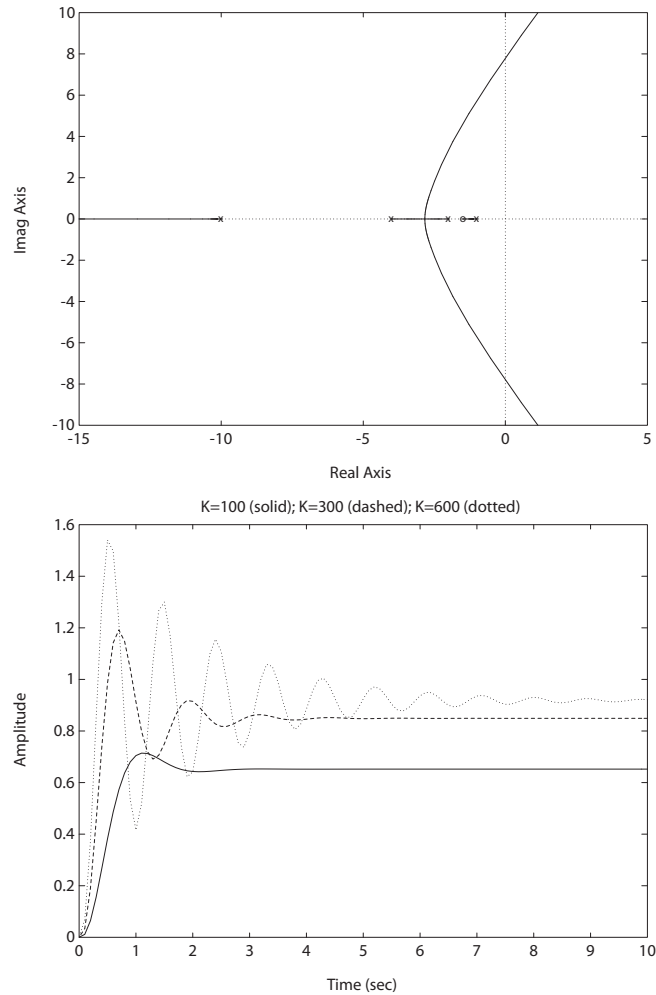 10
8
6
4
2
0
-2
-4
-6
-8
-10
Imag Axis
-15 -10 -5 0 5
Real Axis
K=100 (solid); K=300 (dashed); K=600 (dotted)
1.6
1.4
1.2
1
0.8
0.6
0.4
0.2
0
Amplitude
0 1 2 3 4 5 6 7 8 9 10
Time (sec)